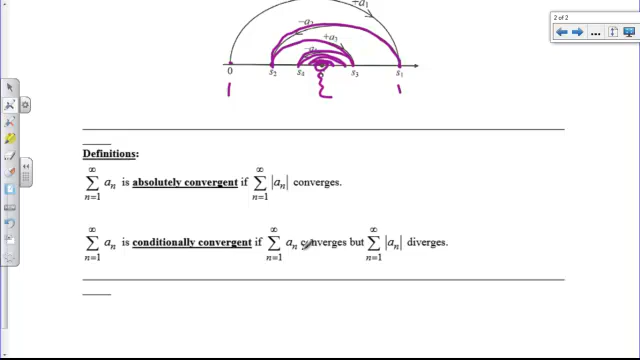 2 of 2
+a₁
−a₂
+a₃
0 s₂ s₄ s₃ s₁
L
Definitions:
∞
∑ aₙ is absolutely convergent if ∑ |aₙ| converges.
n=1
∞
∑ aₙ is conditionally convergent if ∑ aₙ converges but ∑ |aₙ| diverges.
n=1